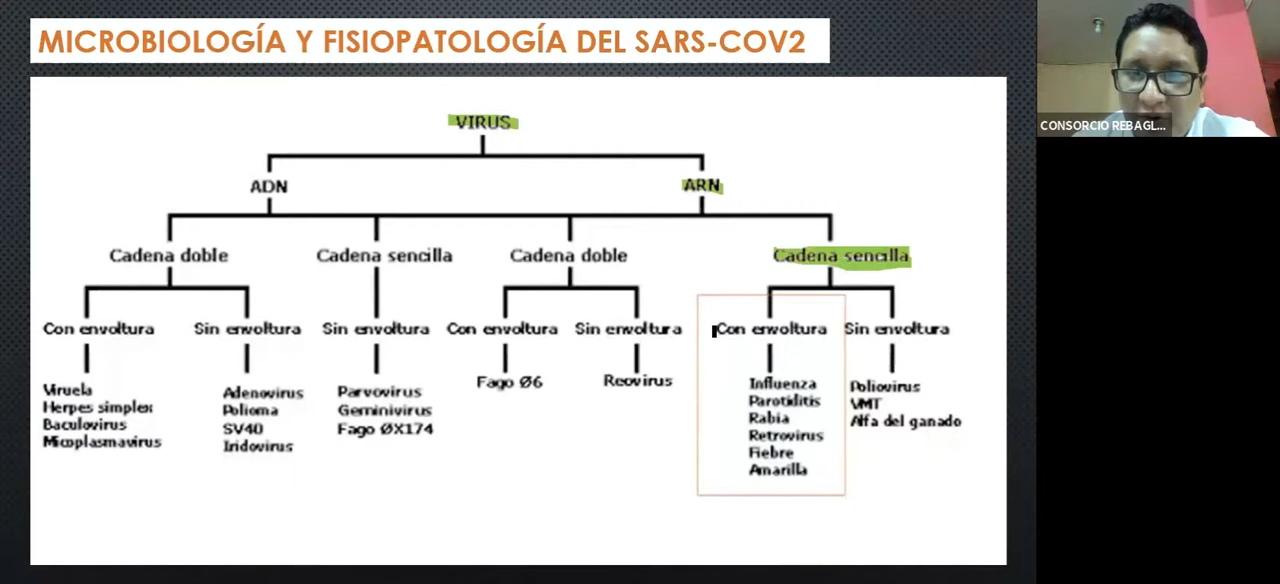 MICROBIOLOGÍA Y FISIOPATOLOGÍA DEL SARS-COV2
CONSORCIO REBAGL...
VIRUS
ADN
ARN
Cadena doble
Cadena sencilla
Cadena doble
Cadena sencilla
Con envoltura
Sin envoltura
Sin envoltura
Con envoltura
Sin envoltura
Con envoltura
Sin envoltura
Viruela
Herpes simplex
Baculovirus
Micoplasmavirus
Adenovirus
Polioma
SV40
Iridovirus
Parvovirus
Geminivirus
Fago ØX174
Fago Ø6
Reovirus
Influenza
Parotiditis
Rabia
Retrovirus
Fiebre
Amarilla
Poliovirus
VMT
Alfa del ganado